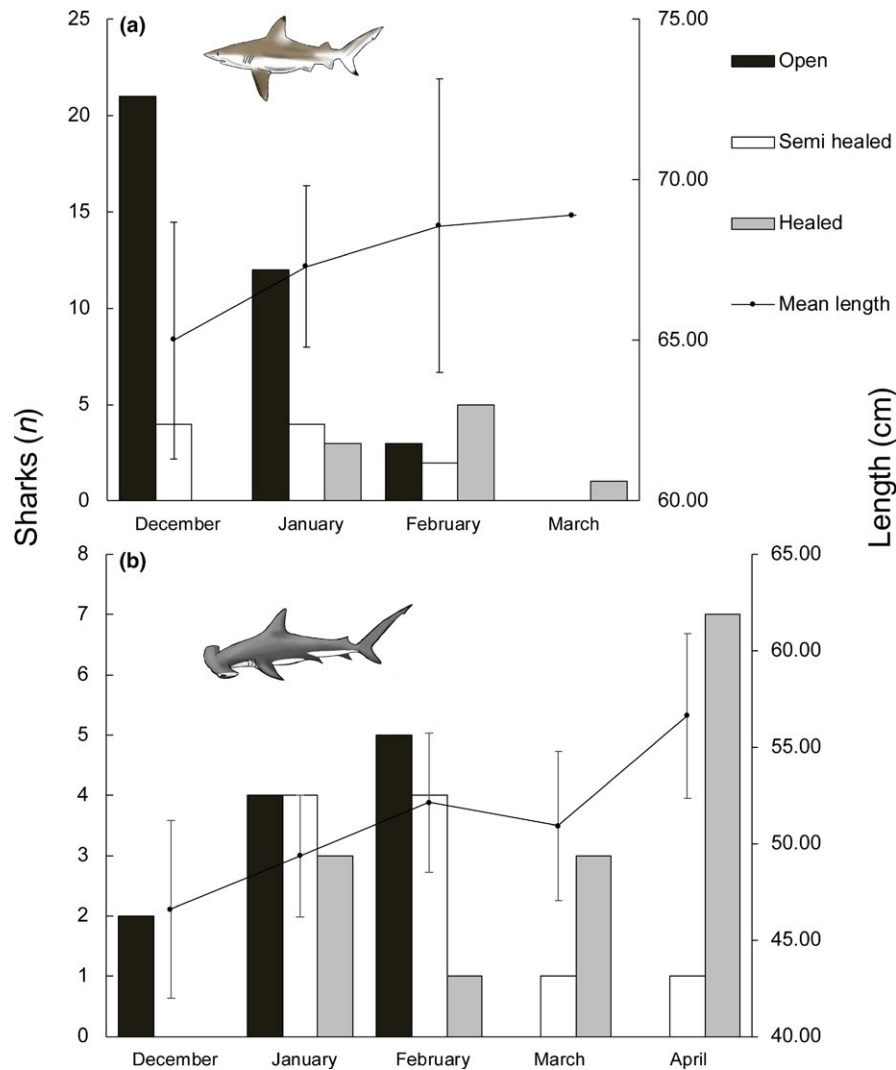 (a)
25
20
15
10
5
0
75.00
70.00
65.00
60.00
December January February March
Open
Semi healed
Healed
Mean length
Sharks (n)
Length (cm)
(b)
8
7
6
5
4
3
2
1
0
65.00
60.00
55.00
50.00
45.00
40.00
December January February March April